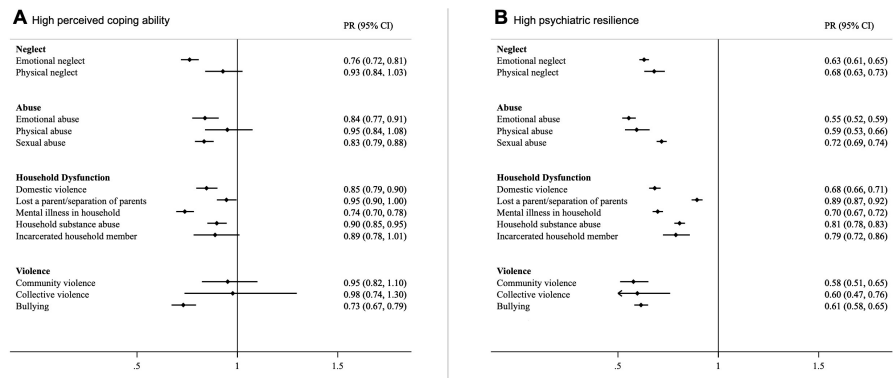 A High perceived coping ability
PR (95% CI)
Neglect
Emotional neglect 0.76 (0.72, 0.81)
Physical neglect 0.93 (0.84, 1.03)
Abuse
Emotional abuse 0.84 (0.77, 0.91)
Physical abuse 0.95 (0.84, 1.08)
Sexual abuse 0.83 (0.79, 0.88)
Household Dysfunction
Domestic violence 0.85 (0.79, 0.90)
Lost a parent/separation of parents 0.95 (0.90, 1.00)
Mental illness in household 0.74 (0.70, 0.78)
Household substance abuse 0.90 (0.85, 0.95)
Incarcerated household member 0.89 (0.78, 1.01)
Violence
Community violence 0.95 (0.82, 1.10)
Collective violence 0.98 (0.74, 1.30)
Bullying 0.73 (0.67, 0.79)
.5 1 1.5
B High psychiatric resilience
PR (95% CI)
Neglect
Emotional neglect 0.63 (0.61, 0.65)
Physical neglect 0.68 (0.63, 0.73)
Abuse
Emotional abuse 0.55 (0.52, 0.59)
Physical abuse 0.59 (0.53, 0.66)
Sexual abuse 0.72 (0.69, 0.74)
Household Dysfunction
Domestic violence 0.68 (0.66, 0.71)
Lost a parent/separation of parents 0.89 (0.87, 0.92)
Mental illness in household 0.70 (0.67, 0.72)
Household substance abuse 0.81 (0.78, 0.83)
Incarcerated household member 0.79 (0.72, 0.86)
Violence
Community violence 0.58 (0.51, 0.65)
Collective violence 0.60 (0.47, 0.76)
Bullying 0.61 (0.58, 0.65)
.5 1 1.5